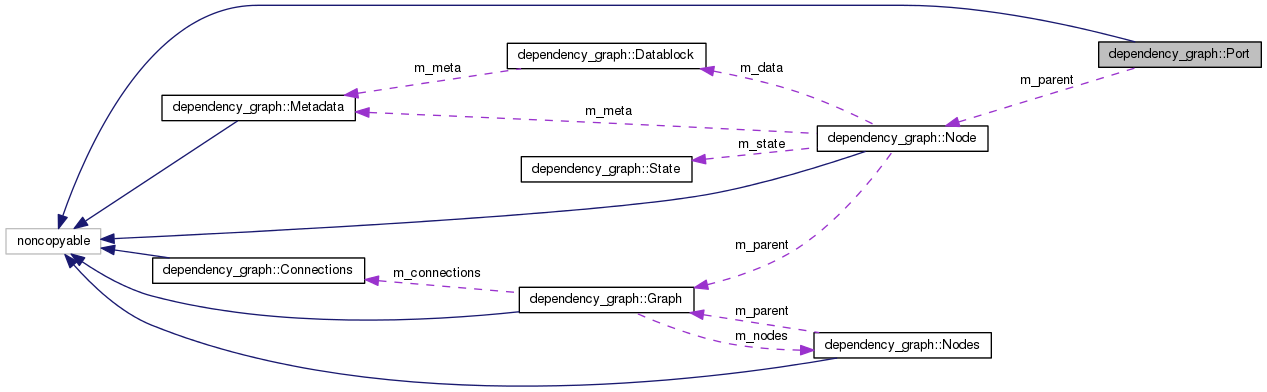 dependency_graph::Port
dependency_graph::Datablock
m_meta
m_data
m_parent
dependency_graph::Metadata
m_meta
dependency_graph::Node
m_state
dependency_graph::State
noncopyable
m_parent
dependency_graph::Connections
m_connections
dependency_graph::Graph
m_parent
m_nodes
dependency_graph::Nodes